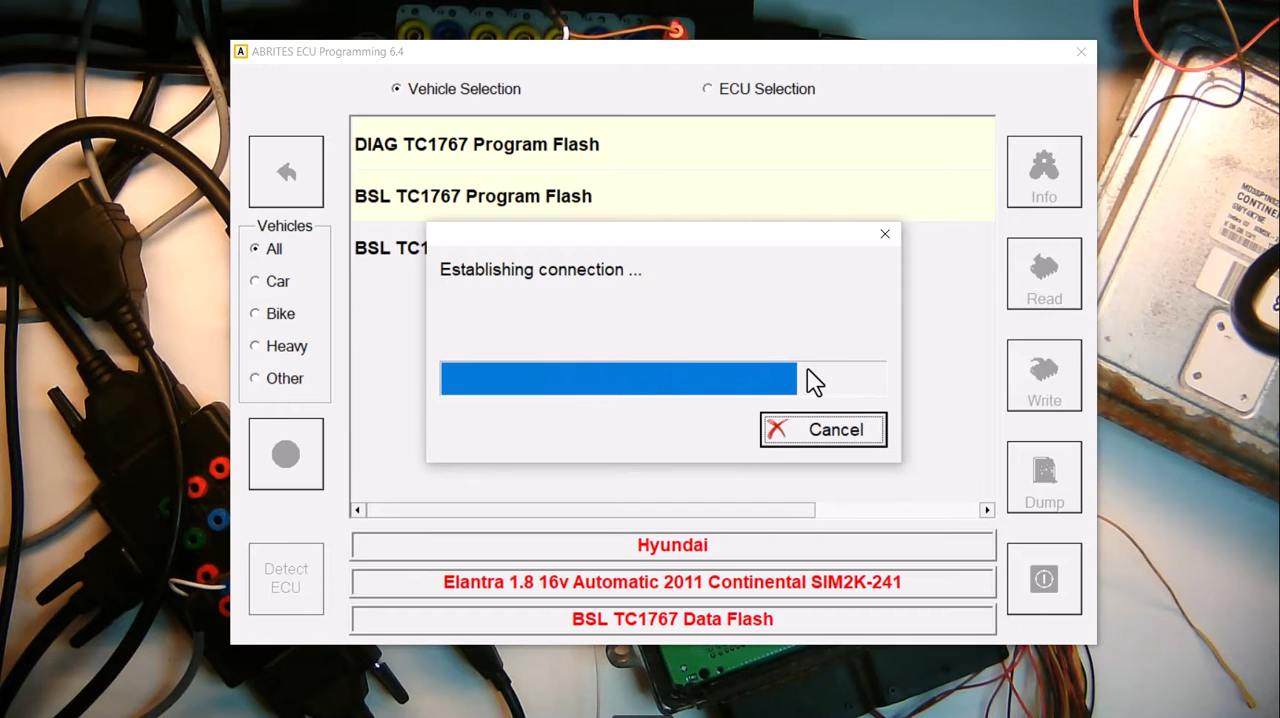 A ABRITES ECU Programming 6.4
Vehicle Selection
ECU Selection
DIAG TC1767 Program Flash
BSL TC1767 Program Flash
BSL TC1
Establishing connection ...
Cancel
Vehicles
All
Car
Bike
Heavy
Other
Detect
ECU
Info
Read
Write
Dump
Hyundai
Elantra 1.8 16v Automatic 2011 Continental SIM2K-241
BSL TC1767 Data Flash